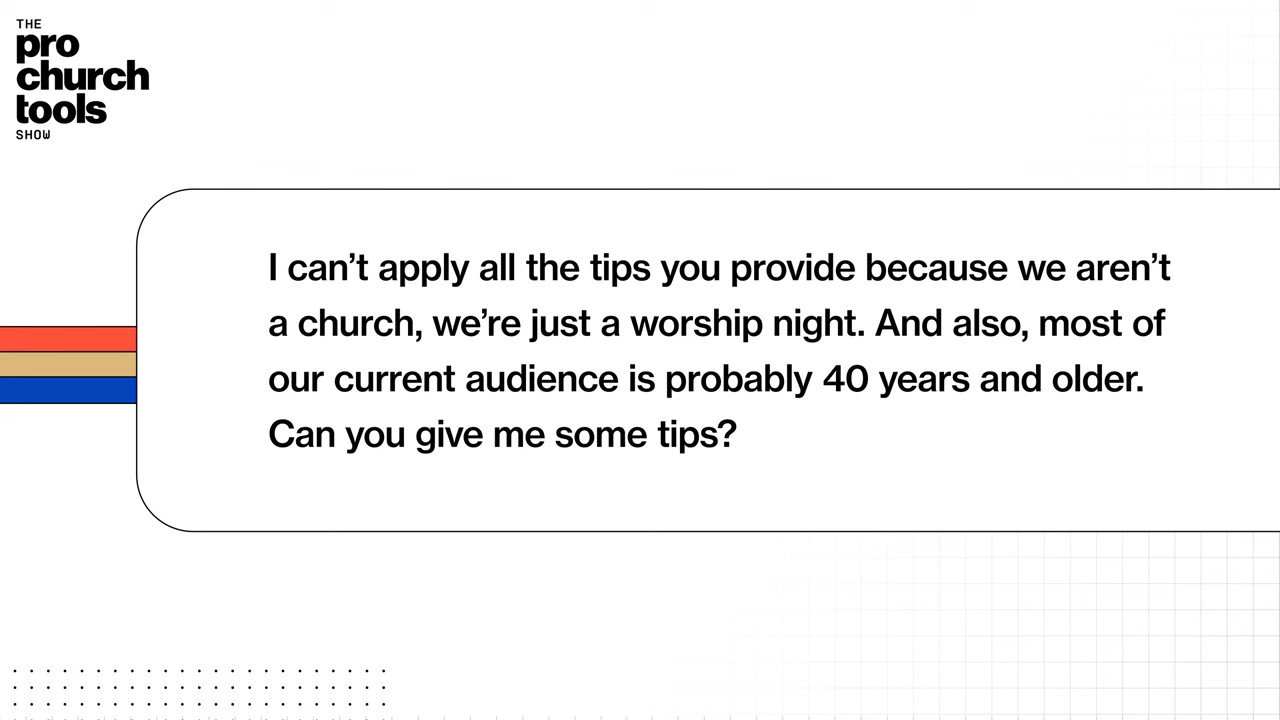 THE
pro
church
tools
SHOW
I can’t apply all the tips you provide because we aren’t
a church, we’re just a worship night. And also, most of
our current audience is probably 40 years and older.
Can you give me some tips?